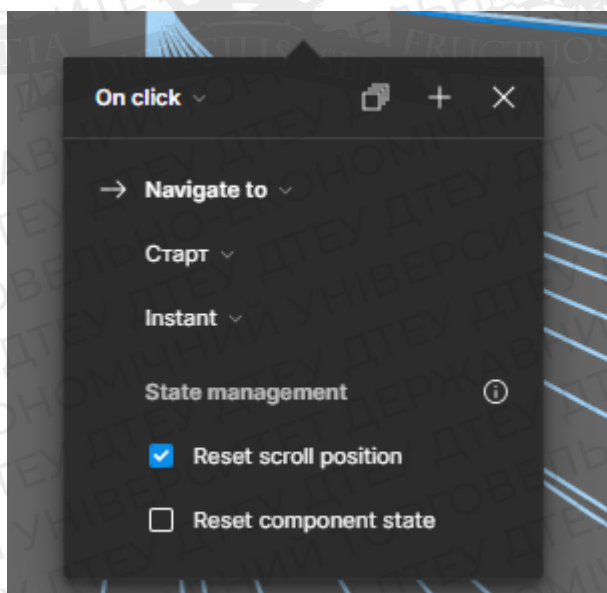 On click
Navigate to
Старт
Instant
State management
Reset scroll position
Reset component state